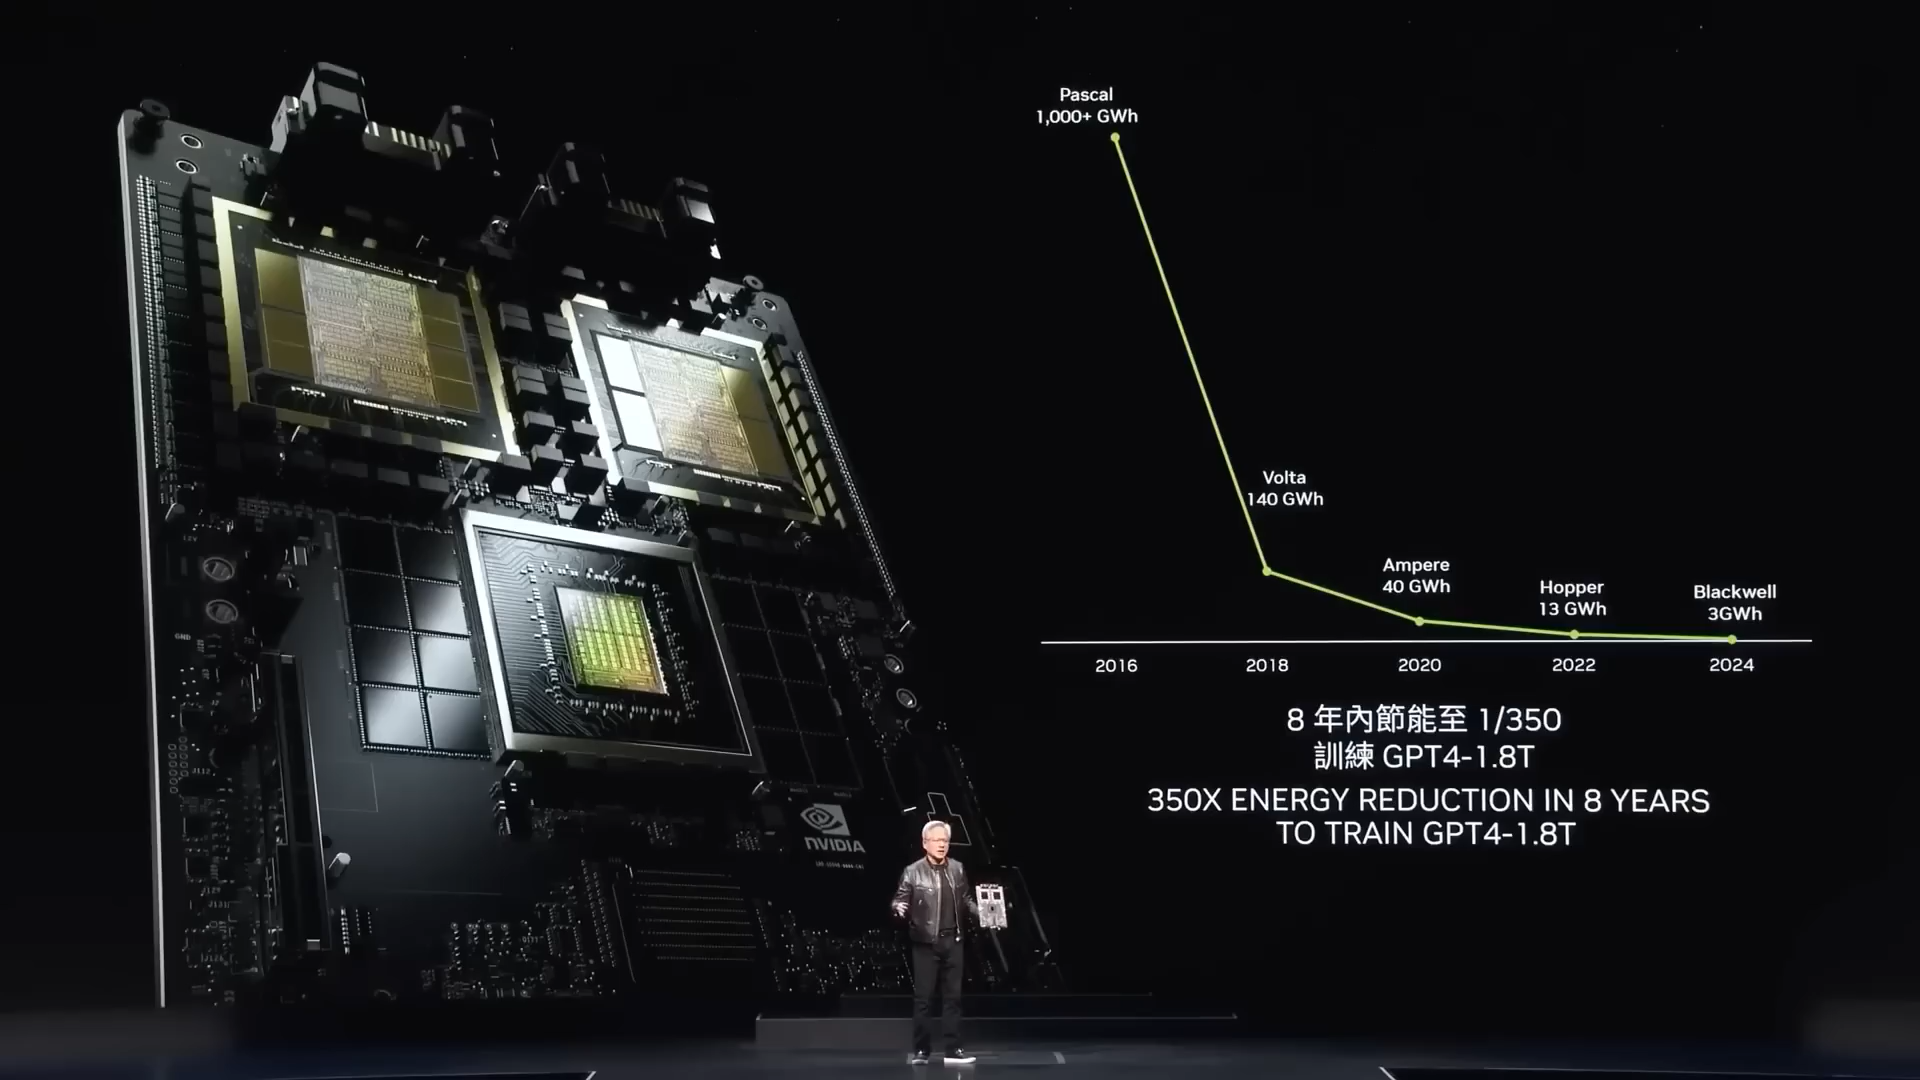 Pascal
1,000+ GWh
Volta
140 GWh
Ampere
40 GWh
Hopper
13 GWh
Blackwell
3GWh
2016
2018
2020
2022
2024
8 年內節能至 1/350
訓練 GPT4-1.8T
350X ENERGY REDUCTION IN 8 YEARS
TO TRAIN GPT4-1.8T
NVIDIA
GND
J112